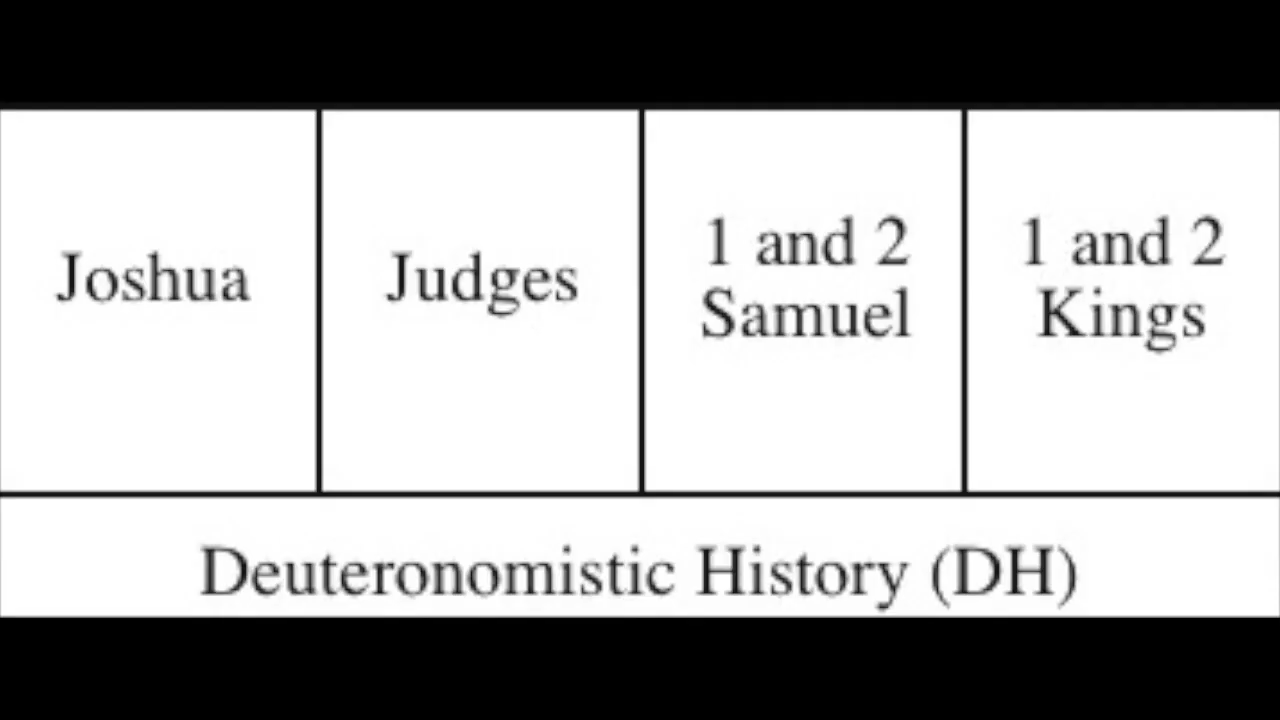 Joshua
Judges
1 and 2
Samuel
1 and 2
Kings
Deuteronomistic History (DH)